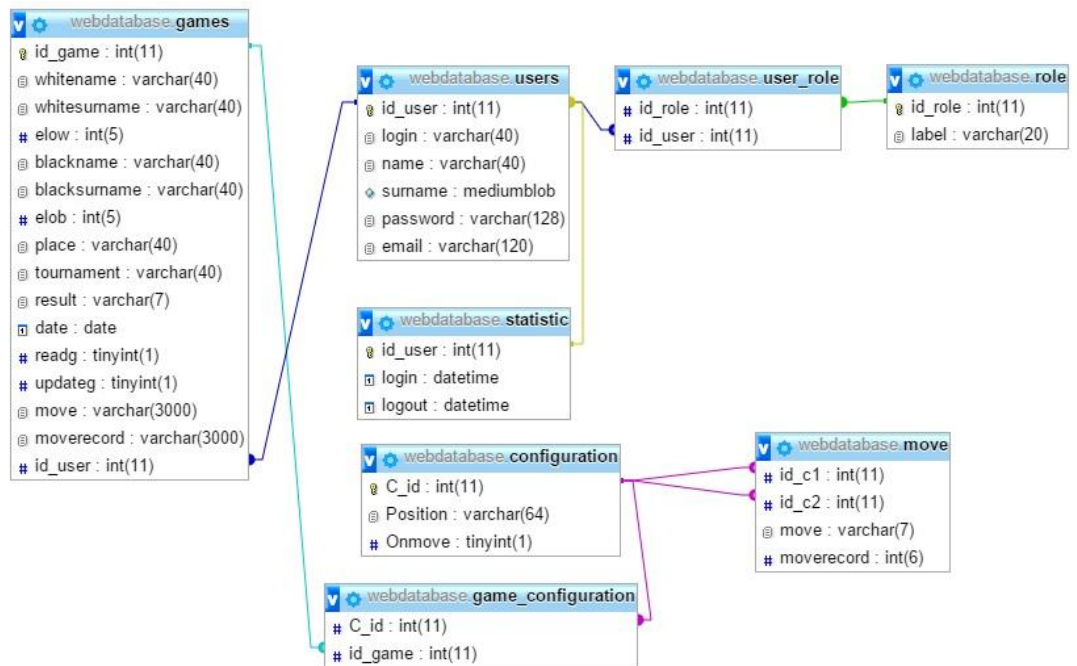 webdatabase.games
id_game : int(11)
whitename : varchar(40)
whitesurname : varchar(40)
elow : int(5)
blackname : varchar(40)
blacksurname : varchar(40)
elob : int(5)
place : varchar(40)
tournament : varchar(40)
result : varchar(7)
date : date
readg : tinyint(1)
updateg : tinyint(1)
move : varchar(3000)
moverecord : varchar(3000)
id_user : int(11)
webdatabase.users
id_user : int(11)
login : varchar(40)
name : varchar(40)
surname : mediumblob
password : varchar(128)
email : varchar(120)
webdatabase.user_role
id_role : int(11)
id_user : int(11)
webdatabase.role
id_role : int(11)
label : varchar(20)
webdatabase.statistic
id_user : int(11)
login : datetime
logout : datetime
webdatabase.configuration
C_id : int(11)
Position : varchar(64)
Onmove : tinyint(1)
webdatabase.move
id_c1 : int(11)
id_c2 : int(11)
move : varchar(7)
moverecord : int(6)
webdatabase.game_configuration
C_id : int(11)
id_game : int(11)